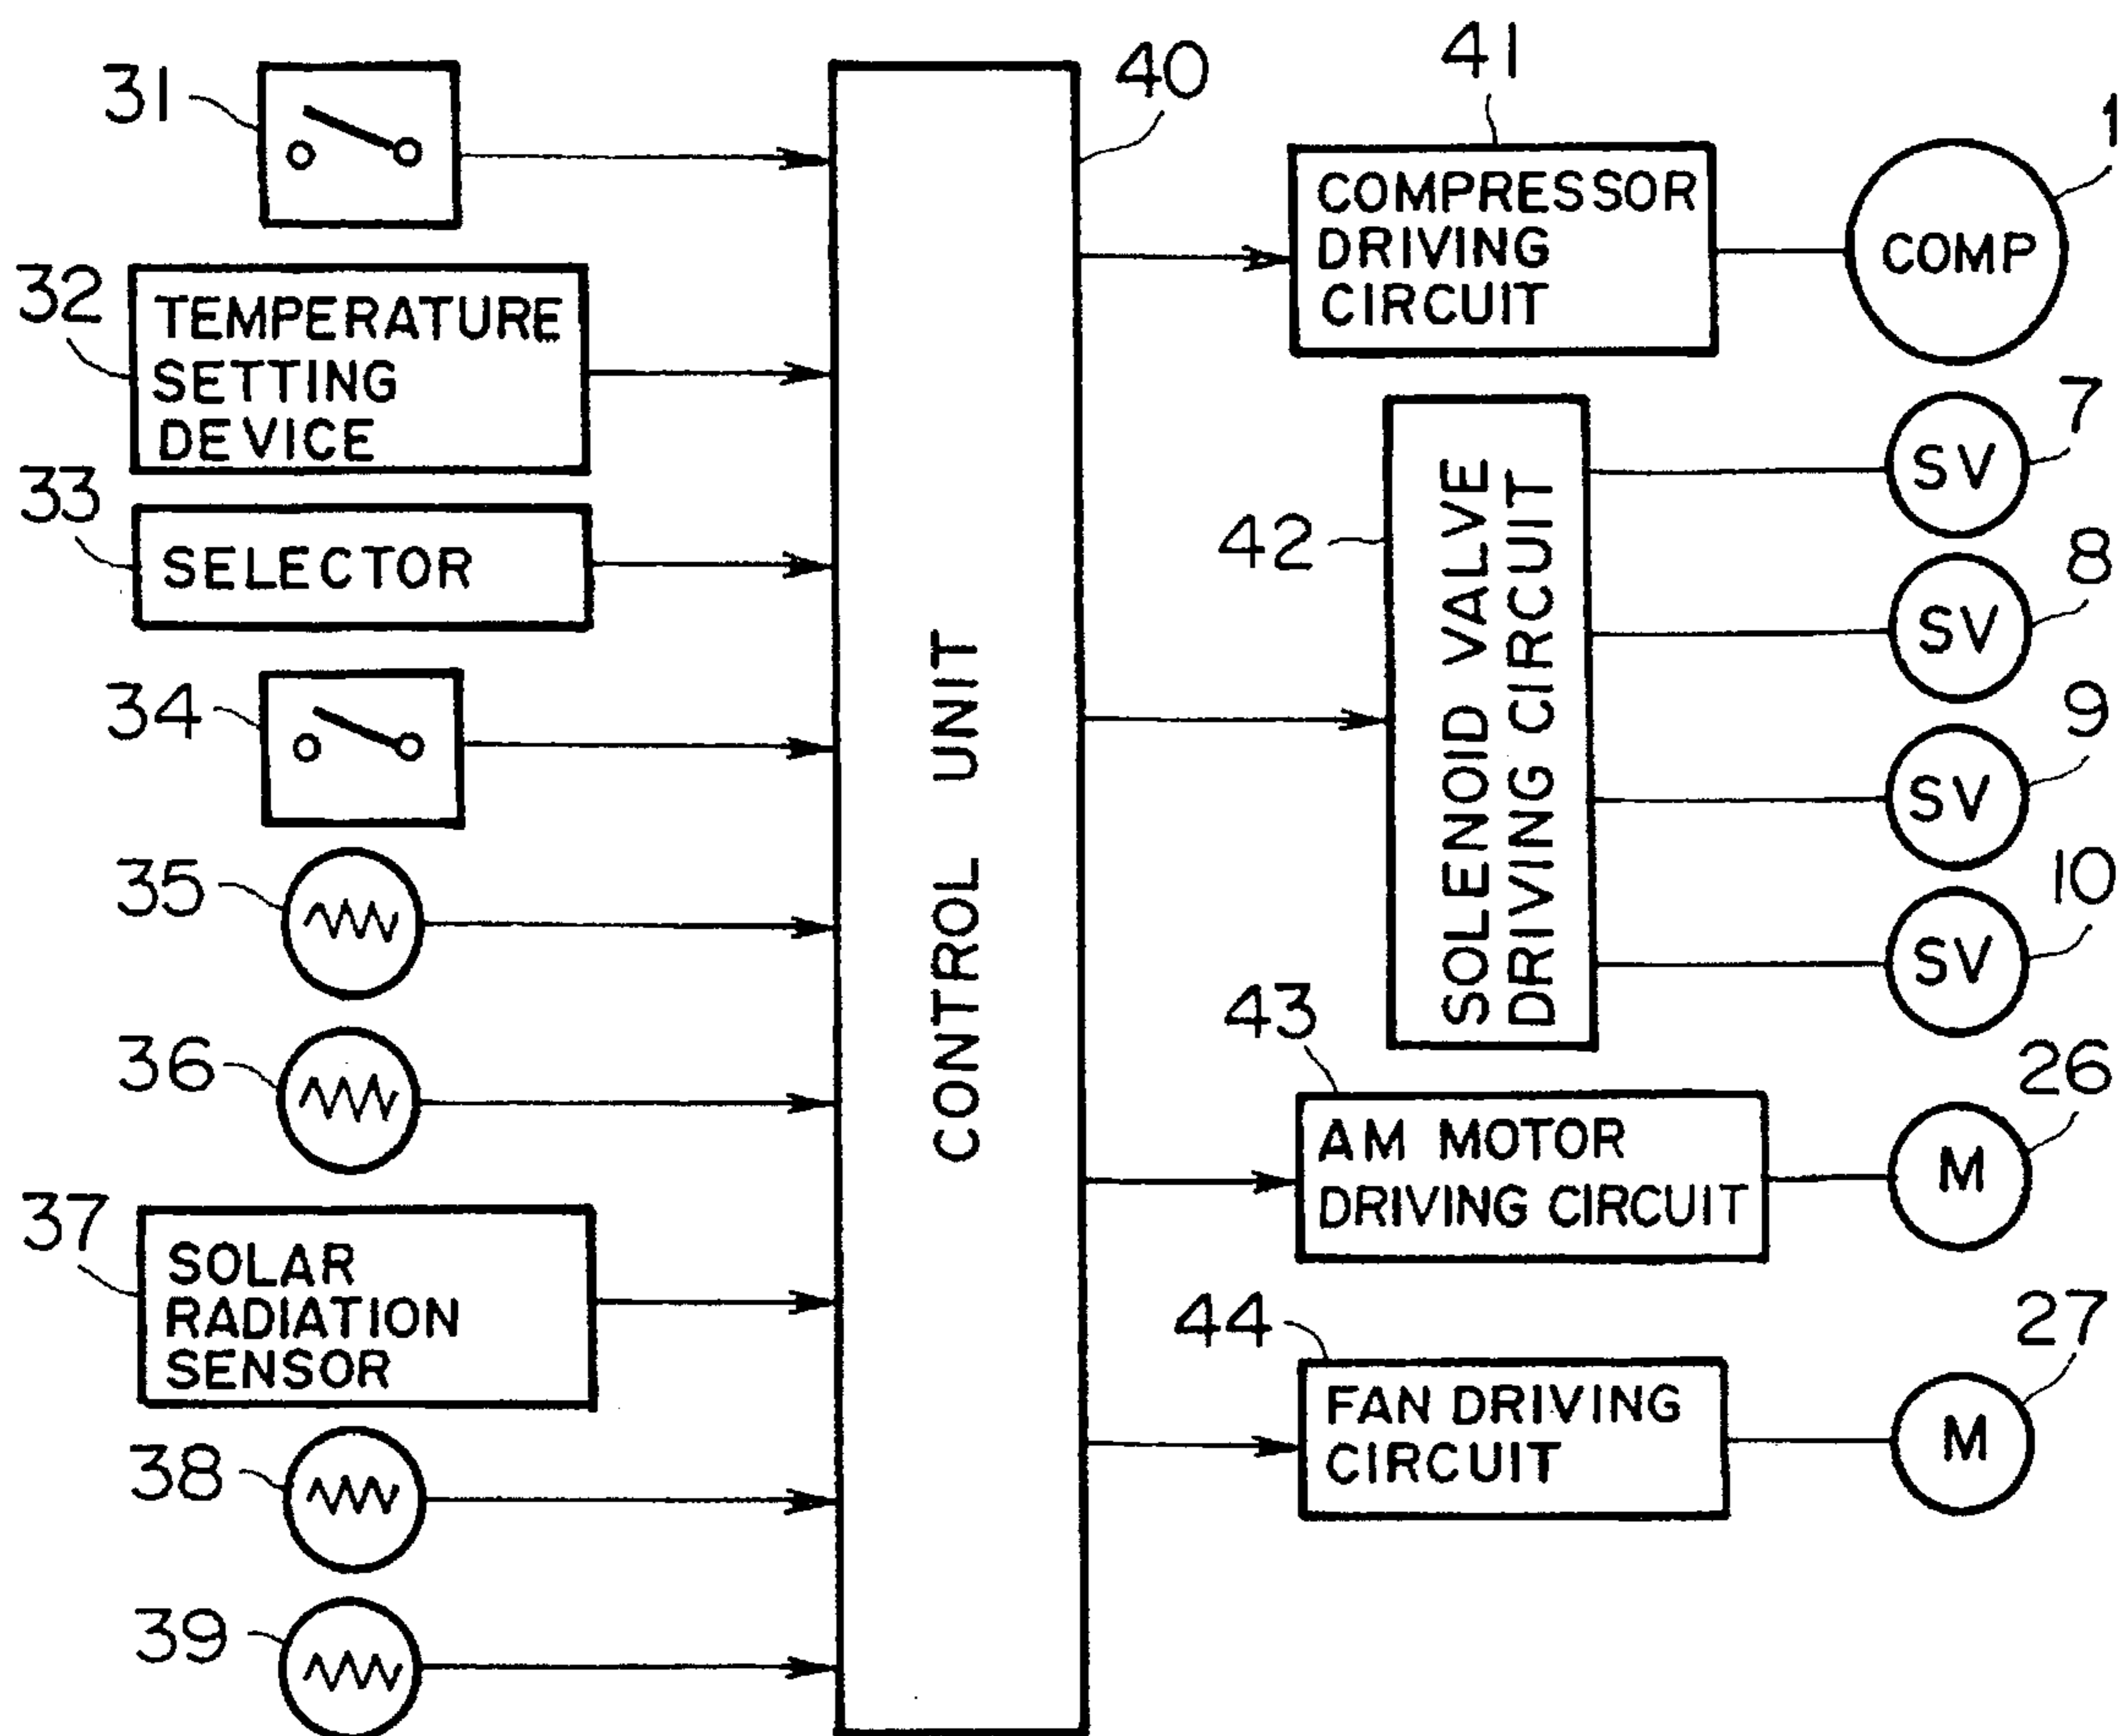 31
32
TEMPERATURE
SETTING
DEVICE
33
SELECTOR
34
35
36
37
SOLAR
RADIATION
SENSOR
38
39
40
CONTROL UNIT
41
COMPRESSOR
DRIVING
CIRCUIT
1
COMP
42
SOLENOID VALVE
DRIVING CIRCUIT
7
SV
8
SV
9
SV
10
SV
43
AM MOTOR
DRIVING CIRCUIT
26
M
44
FAN DRIVING
CIRCUIT
27
M